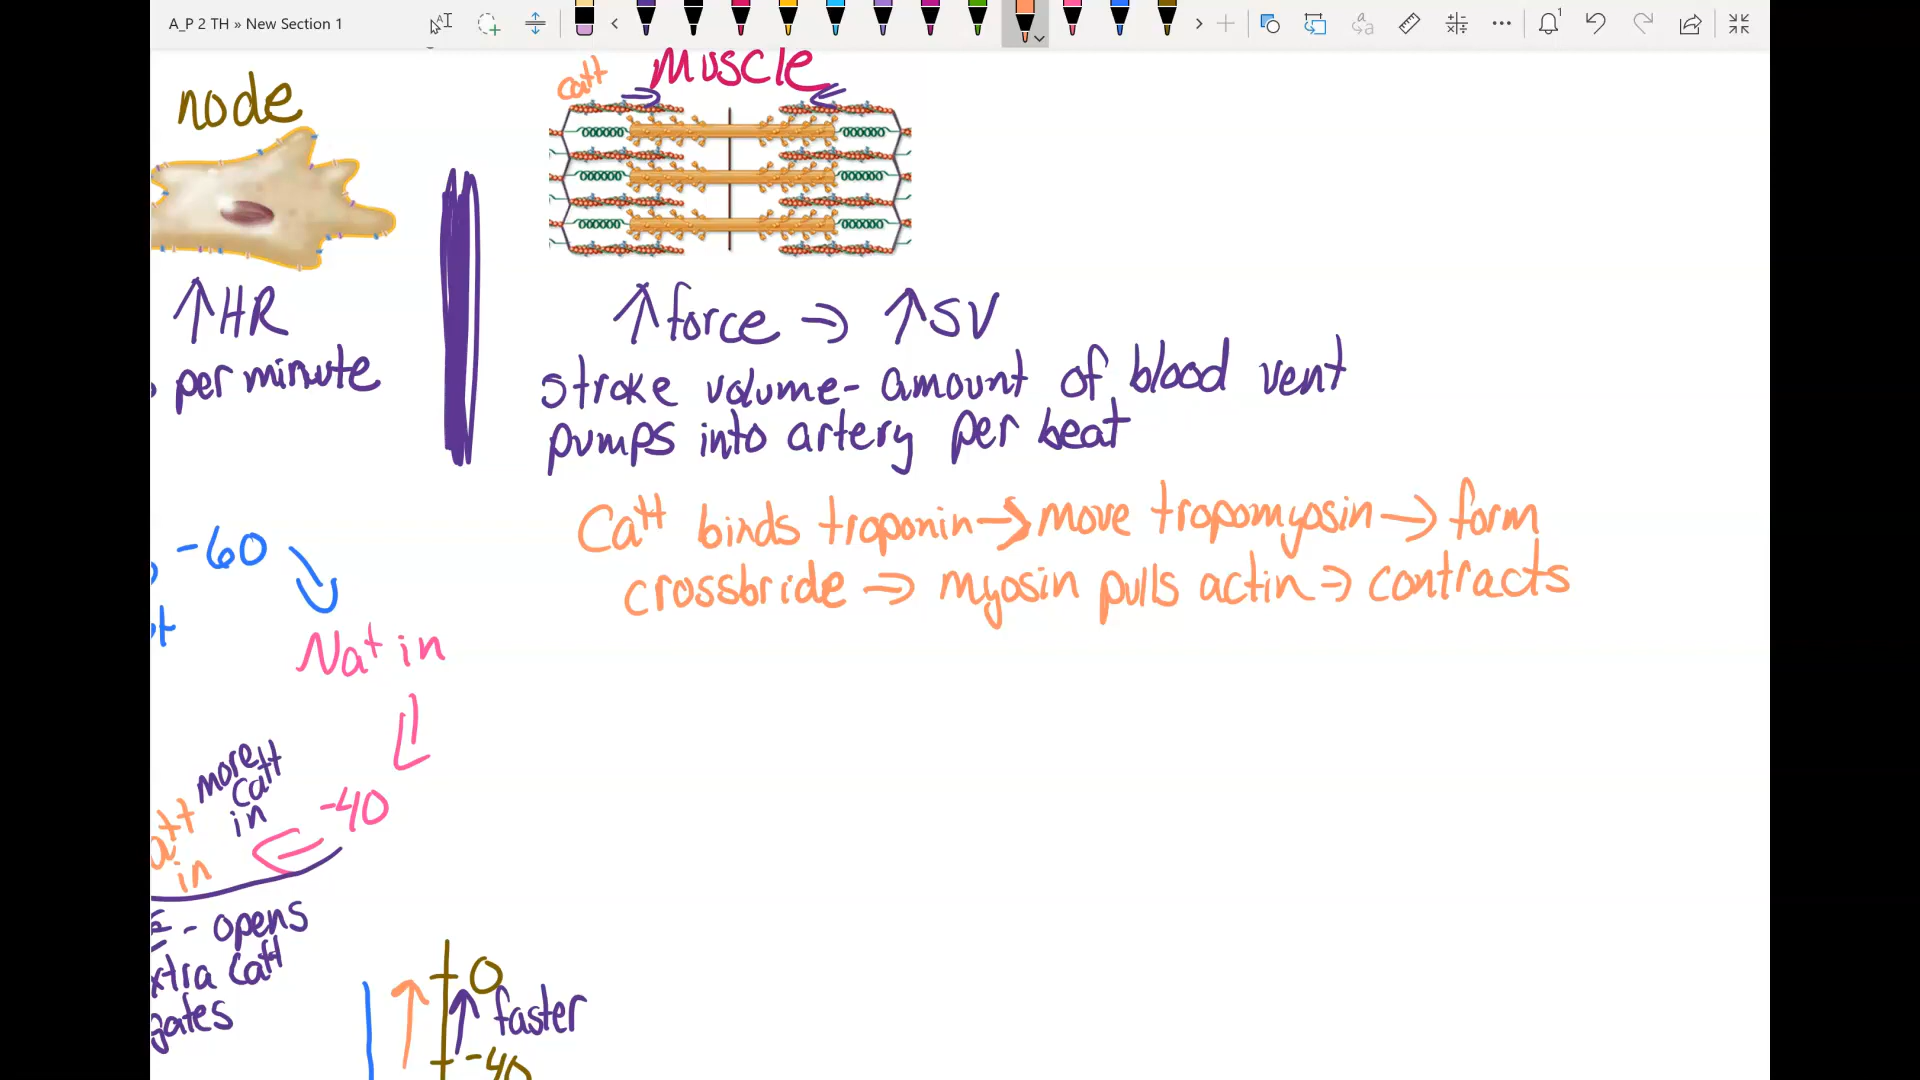 A_P 2 TH » New Section 1
node
Ca++
Muscle
↑HR
per minute
↑force → ↑SV
stroke volume- amount of blood vent
pumps into artery per beat
Ca++ binds troponin → move tropomyosin → form
crossbride → myosin pulls actin → contracts
-60
Na+ in
-40
more
Ca++
in
in
- opens
xtra Ca++
gates
0
faster
-40